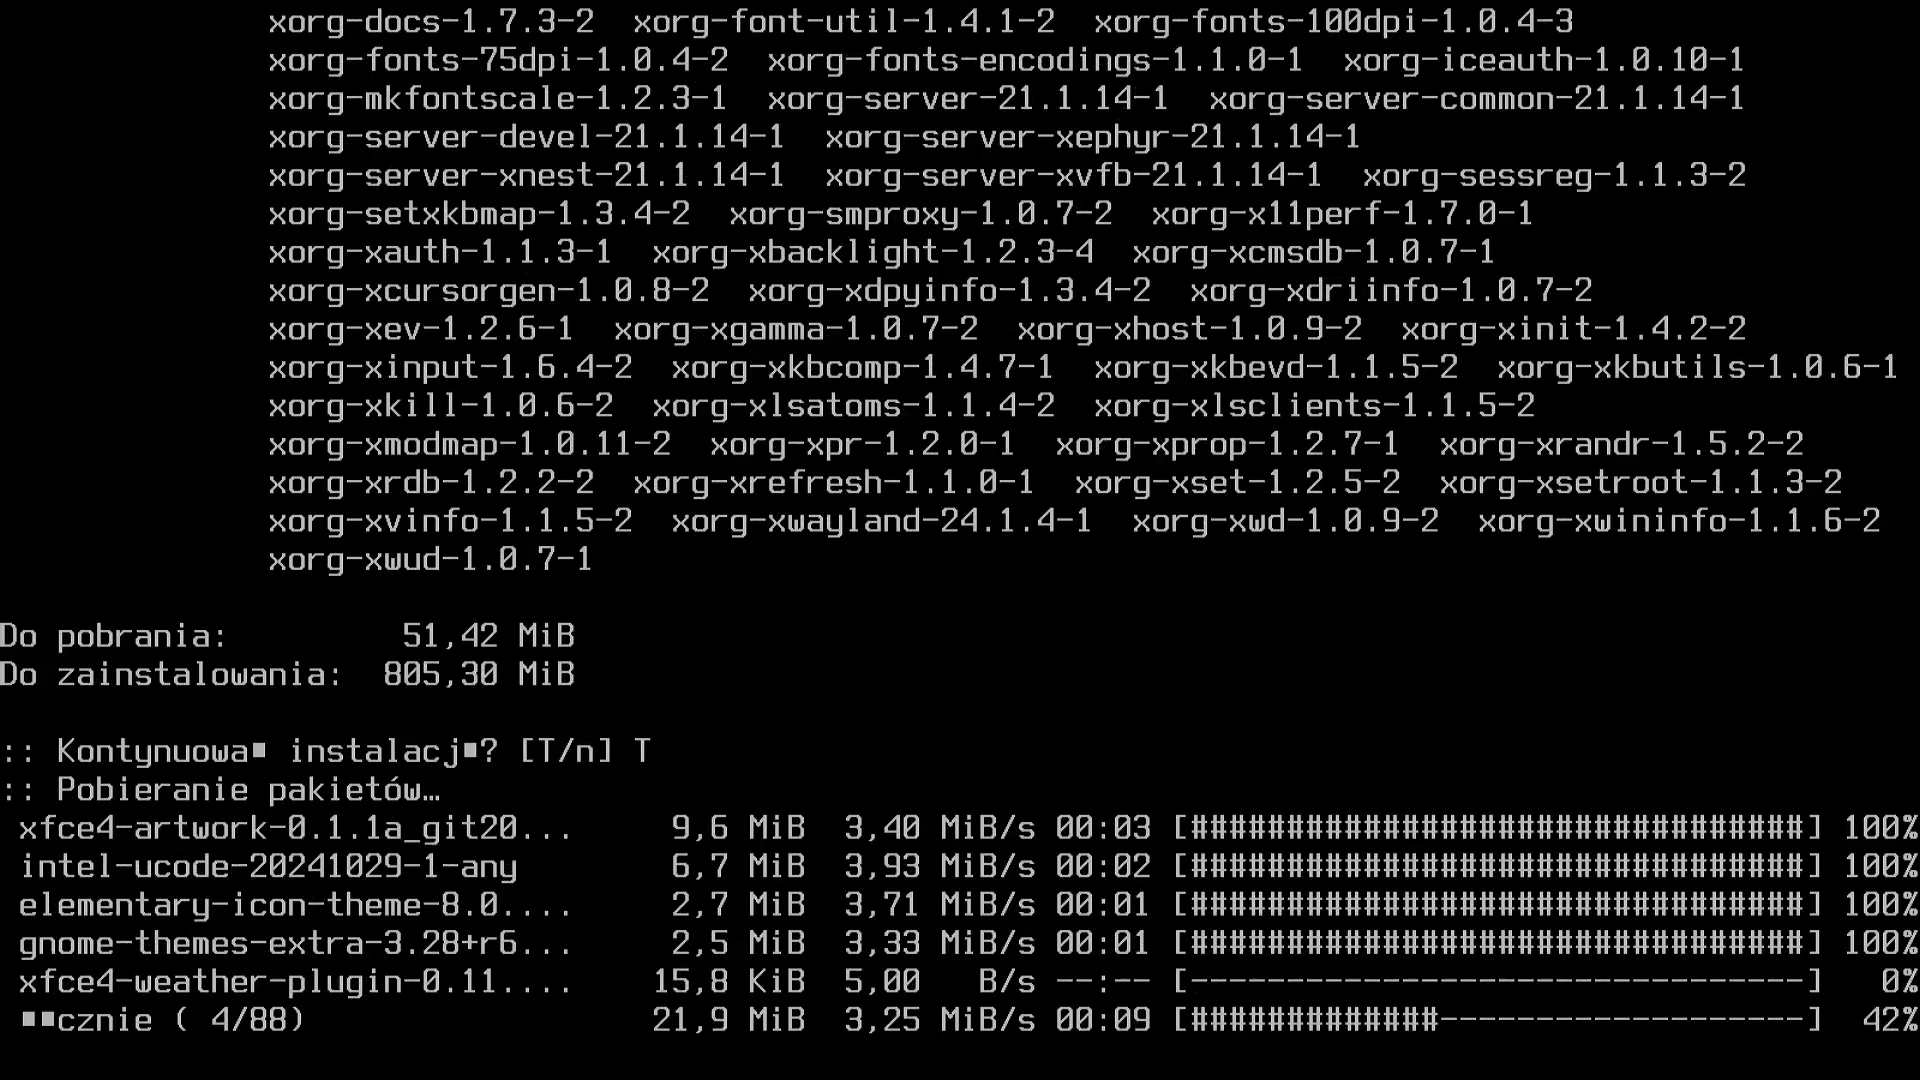 xorg-docs-1.7.3-2  xorg-font-util-1.4.1-2  xorg-fonts-100dpi-1.0.4-3
xorg-fonts-75dpi-1.0.4-2  xorg-fonts-encodings-1.1.0-1  xorg-iceauth-1.0.10-1
xorg-mkfontscale-1.2.3-1  xorg-server-21.1.14-1  xorg-server-common-21.1.14-1
xorg-server-devel-21.1.14-1  xorg-server-xephyr-21.1.14-1
xorg-server-xnest-21.1.14-1  xorg-server-xvfb-21.1.14-1  xorg-sessreg-1.1.3-2
xorg-setxkbmap-1.3.4-2  xorg-smproxy-1.0.7-2  xorg-x11perf-1.7.0-1
xorg-xauth-1.1.3-1  xorg-xbacklight-1.2.3-4  xorg-xcmsdb-1.0.7-1
xorg-xcursorgen-1.0.8-2  xorg-xdpyinfo-1.3.4-2  xorg-xdriinfo-1.0.7-2
xorg-xev-1.2.6-1  xorg-xgamma-1.0.7-2  xorg-xhost-1.0.9-2  xorg-xinit-1.4.2-2
xorg-xinput-1.6.4-2  xorg-xkbcomp-1.4.7-1  xorg-xkbevd-1.1.5-2  xorg-xkbutils-1.0.6-1
xorg-xkill-1.0.6-2  xorg-xlsatoms-1.1.4-2  xorg-xlsclients-1.1.5-2
xorg-xmodmap-1.0.11-2  xorg-xpr-1.2.0-1  xorg-xprop-1.2.7-1  xorg-xrandr-1.5.2-2
xorg-xrdb-1.2.2-2  xorg-xrefresh-1.1.0-1  xorg-xset-1.2.5-2  xorg-xsetroot-1.1.3-2
xorg-xvinfo-1.1.5-2  xorg-xwayland-24.1.4-1  xorg-xwd-1.0.9-2  xorg-xwininfo-1.1.6-2
xorg-xwud-1.0.7-1
Do pobrania:         51,42 MiB
Do zainstalowania:  805,30 MiB
:: Kontynuowa■ instalacj■? [T/n] T
:: Pobieranie pakietów…
xfce4-artwork-0.1.1a_git20...     9,6 MiB  3,40 MiB/s 00:03 [################################] 100%
intel-ucode-20241029-1-any        6,7 MiB  3,93 MiB/s 00:02 [################################] 100%
elementary-icon-theme-8.0....     2,7 MiB  3,71 MiB/s 00:01 [################################] 100%
gnome-themes-extra-3.28+r6...     2,5 MiB  3,33 MiB/s 00:01 [################################] 100%
xfce4-weather-plugin-0.11....    15,8 KiB  5,00   B/s --:-- [--------------------------------]   0%
■■cznie ( 4/88)                  21,9 MiB  3,25 MiB/s 00:09 [#############-------------------]  42%